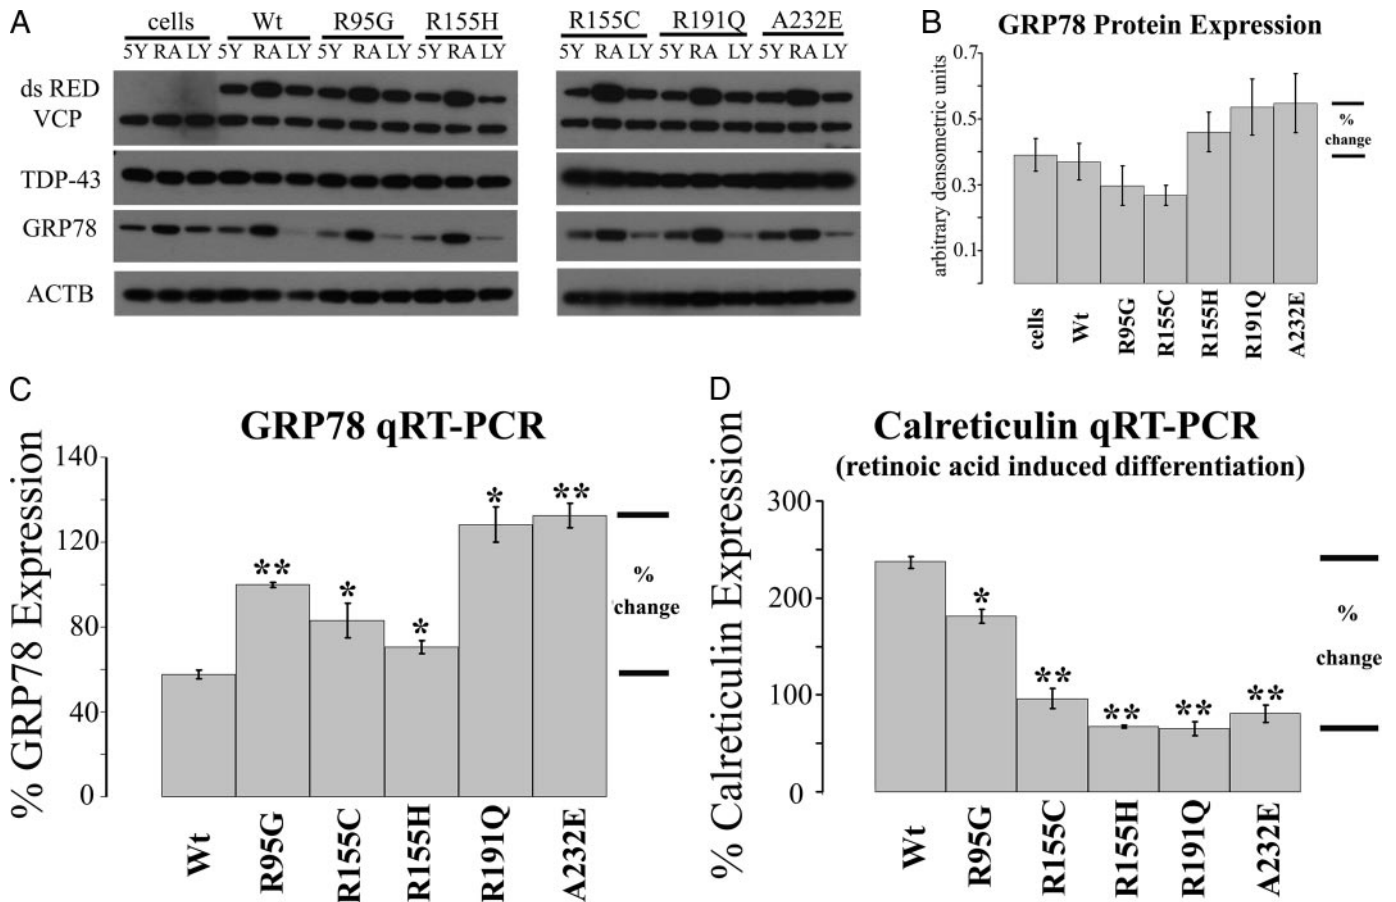 A
cells Wt R95G R155H R155C R191Q A232E
5Y RA LY 5Y RA LY 5Y RA LY 5Y RA LY 5Y RA LY 5Y RA LY 5Y RA LY
ds RED
VCP
TDP-43
GRP78
ACTB
B
GRP78 Protein Expression
arbitrary densometric units
0.7
0.5
0.3
0.1
%
change
cells Wt R95G R155C R155H R191Q A232E
C
GRP78 qRT-PCR
% GRP78 Expression
140
120
80
40
0
** * * * **
%
change
Wt R95G R155C R155H R191Q A232E
D
Calreticulin qRT-PCR
(retinoic acid induced differentiation)
% Calreticulin Expression
300
200
100
0
* ** ** ** **
%
change
Wt R95G R155C R155H R191Q A232E